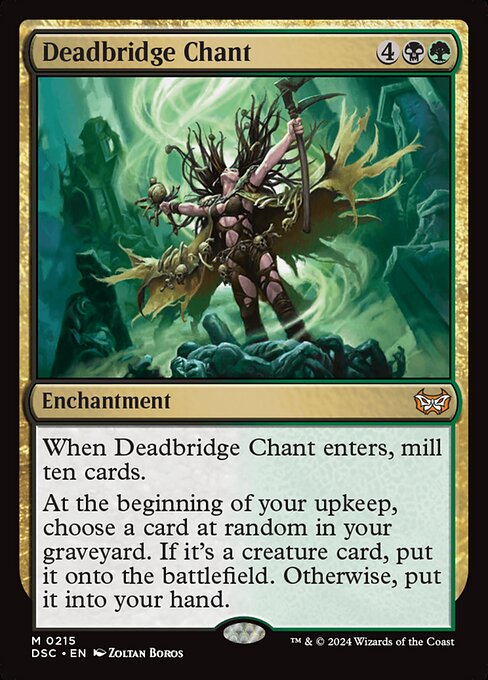 Deadbridge Chant 4
Enchantment
When Deadbridge Chant enters, mill
ten cards.
At the beginning of your upkeep,
choose a card at random in your
graveyard. If it's a creature card, put
it onto the battlefield. Otherwise, put
it into your hand.
M 0215
DSC • EN Zoltan Boros
™ & © 2024 Wizards of the Coast